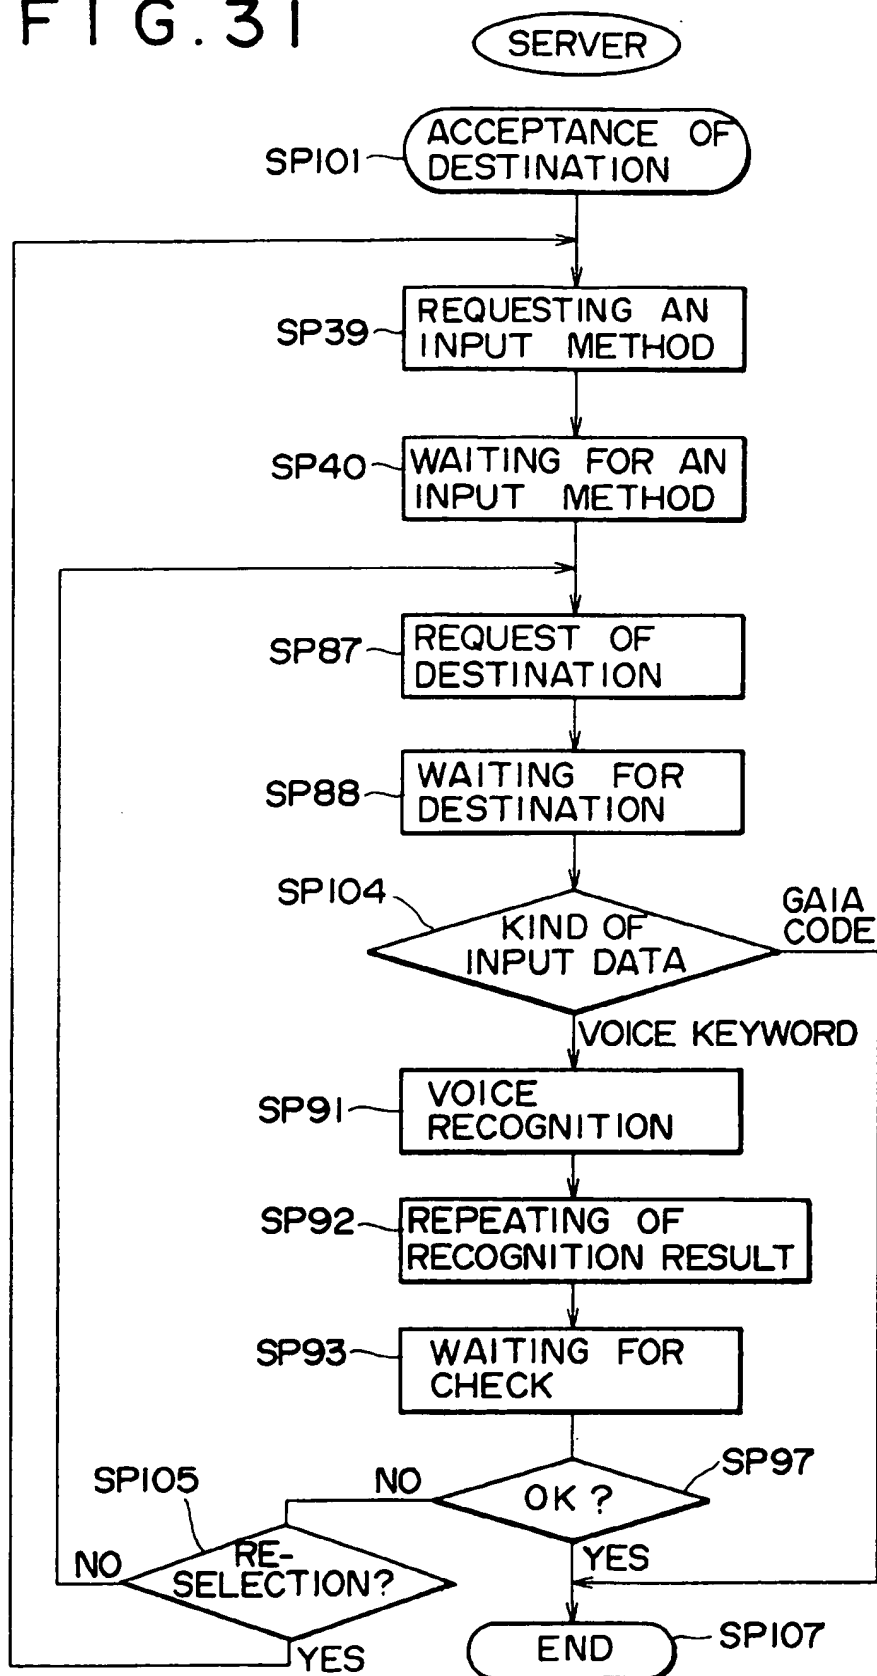 FIG.31
SERVER
SP101
ACCEPTANCE OF
DESTINATION
SP39
REQUESTING AN
INPUT METHOD
SP40
WAITING FOR AN
INPUT METHOD
SP87
REQUEST OF
DESTINATION
SP88
WAITING FOR
DESTINATION
SP104
KIND OF
INPUT DATA
GAIA
CODE
VOICE KEYWORD
SP91
VOICE
RECOGNITION
SP92
REPEATING OF
RECOGNITION RESULT
SP93
WAITING FOR
CHECK
SP97
OK?
NO
YES
SP105
RE-
SELECTION?
NO
YES
END
SP107